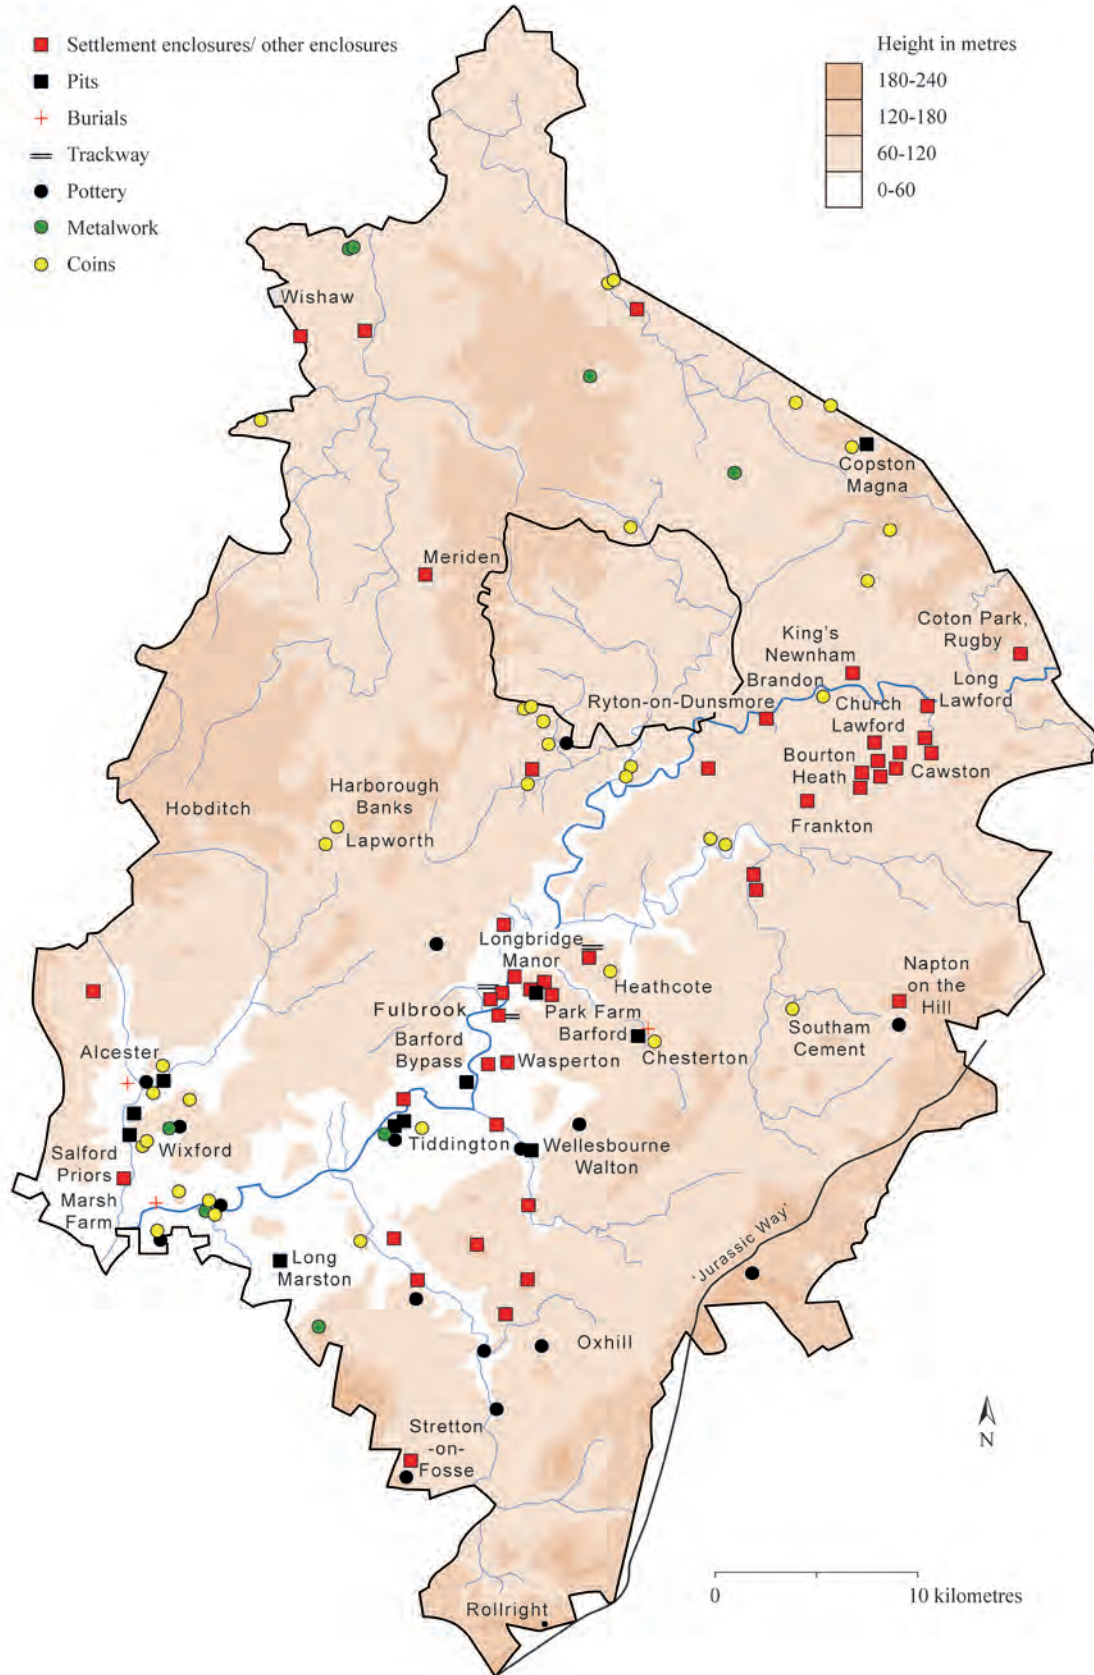 Settlement enclosures/ other enclosures
Pits
Burials
Trackway
Pottery
Metalwork
Coins
Height in metres
180-240
120-180
60-120
0-60
Wishaw
Copston
Magna
Meriden
King's
Newnham
Coton Park,
Rugby
Brandon
Long
Lawford
Ryton-on-Dunsmore
Church
Lawford
Bourton
Heath
Cawston
Frankton
Harborough
Banks
Hobditch
Lapworth
Longbridge
Manor
Heathcote
Napton
on the
Hill
Fulbrook
Park Farm
Barford
Barford
Bypass
Southam
Cement
Chesterton
Alcester
Wasperton
Tiddington
Wellesbourne
Walton
Wixford
Salford
Priors
Marsh
Farm
'Jurassic Way'
Long
Marston
Oxhill
Stretton
-on-
Fosse
N
0 10 kilometres
Rollright